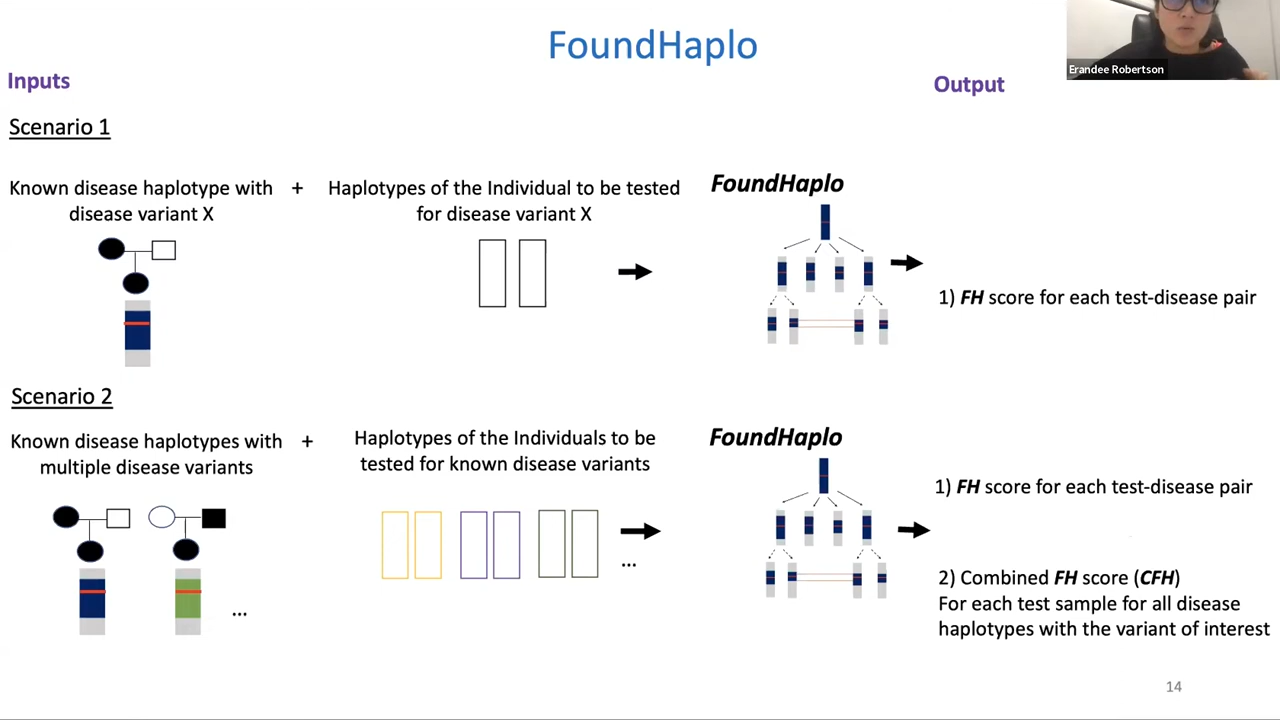 FoundHaplo
Erandee Robertson
Inputs
Output
Scenario 1
Known disease haplotype with
disease variant X
+
Haplotypes of the Individual to be tested
for disease variant X
FoundHaplo
1) FH score for each test-disease pair
Scenario 2
Known disease haplotypes with
multiple disease variants
+
Haplotypes of the Individuals to be
tested for known disease variants
FoundHaplo
...
...
1) FH score for each test-disease pair
2) Combined FH score (CFH)
For each test sample for all disease
haplotypes with the variant of interest
14